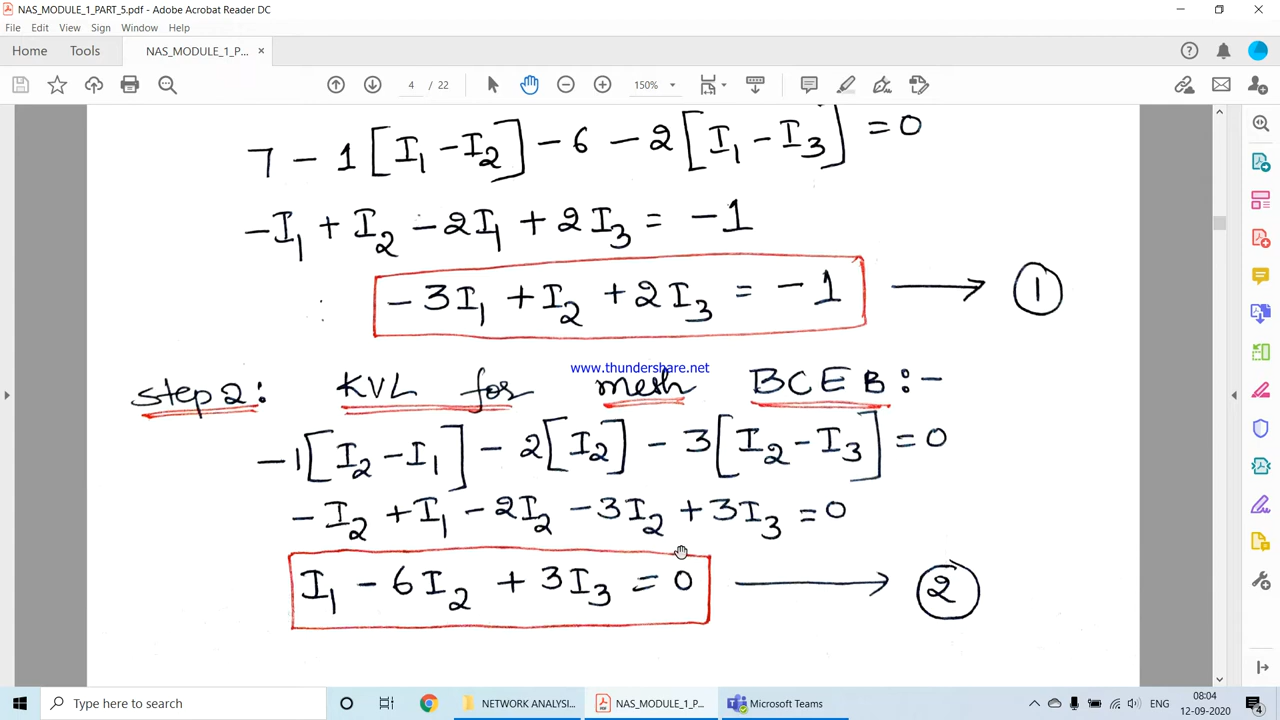 NAS_MODULE_1_PART_5.pdf - Adobe Acrobat Reader DC
File Edit View Sign Window Help
Home Tools NAS_MODULE_1_P... ×
4 / 22 150%
7 - 1[I₁ - I₂] - 6 - 2[I₁ - I₃] = 0
-I₁ + I₂ - 2I₁ + 2I₃ = -1
-3I₁ + I₂ + 2I₃ = -1 → ①
www.thundershare.net
step 2: KVL for mesh BCEB :-
-1[I₂ - I₁] - 2[I₂] - 3[I₂ - I₃] = 0
-I₂ + I₁ - 2I₂ - 3I₂ + 3I₃ = 0
I₁ - 6I₂ + 3I₃ = 0 → ②
Type here to search NETWORK ANALYSI... NAS_MODULE_1_P... Microsoft Teams ENG 08:04
12-09-2020 4